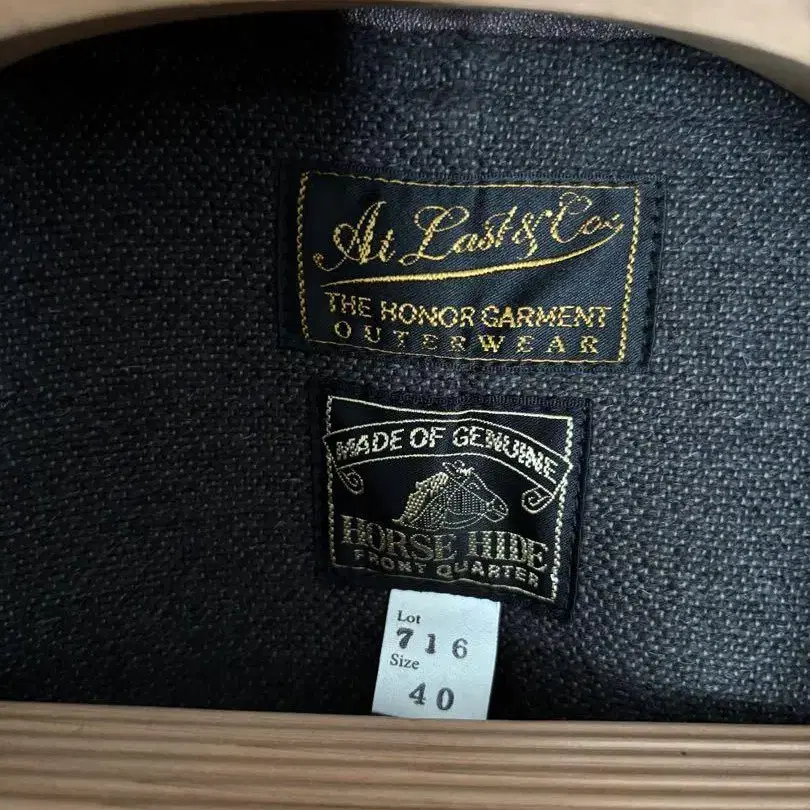 At Last & Co.
THE HONOR GARMENT
OUTERWEAR
MADE OF GENUINE
HORSE HIDE
FRONT QUARTER
Lot
716
Size
40